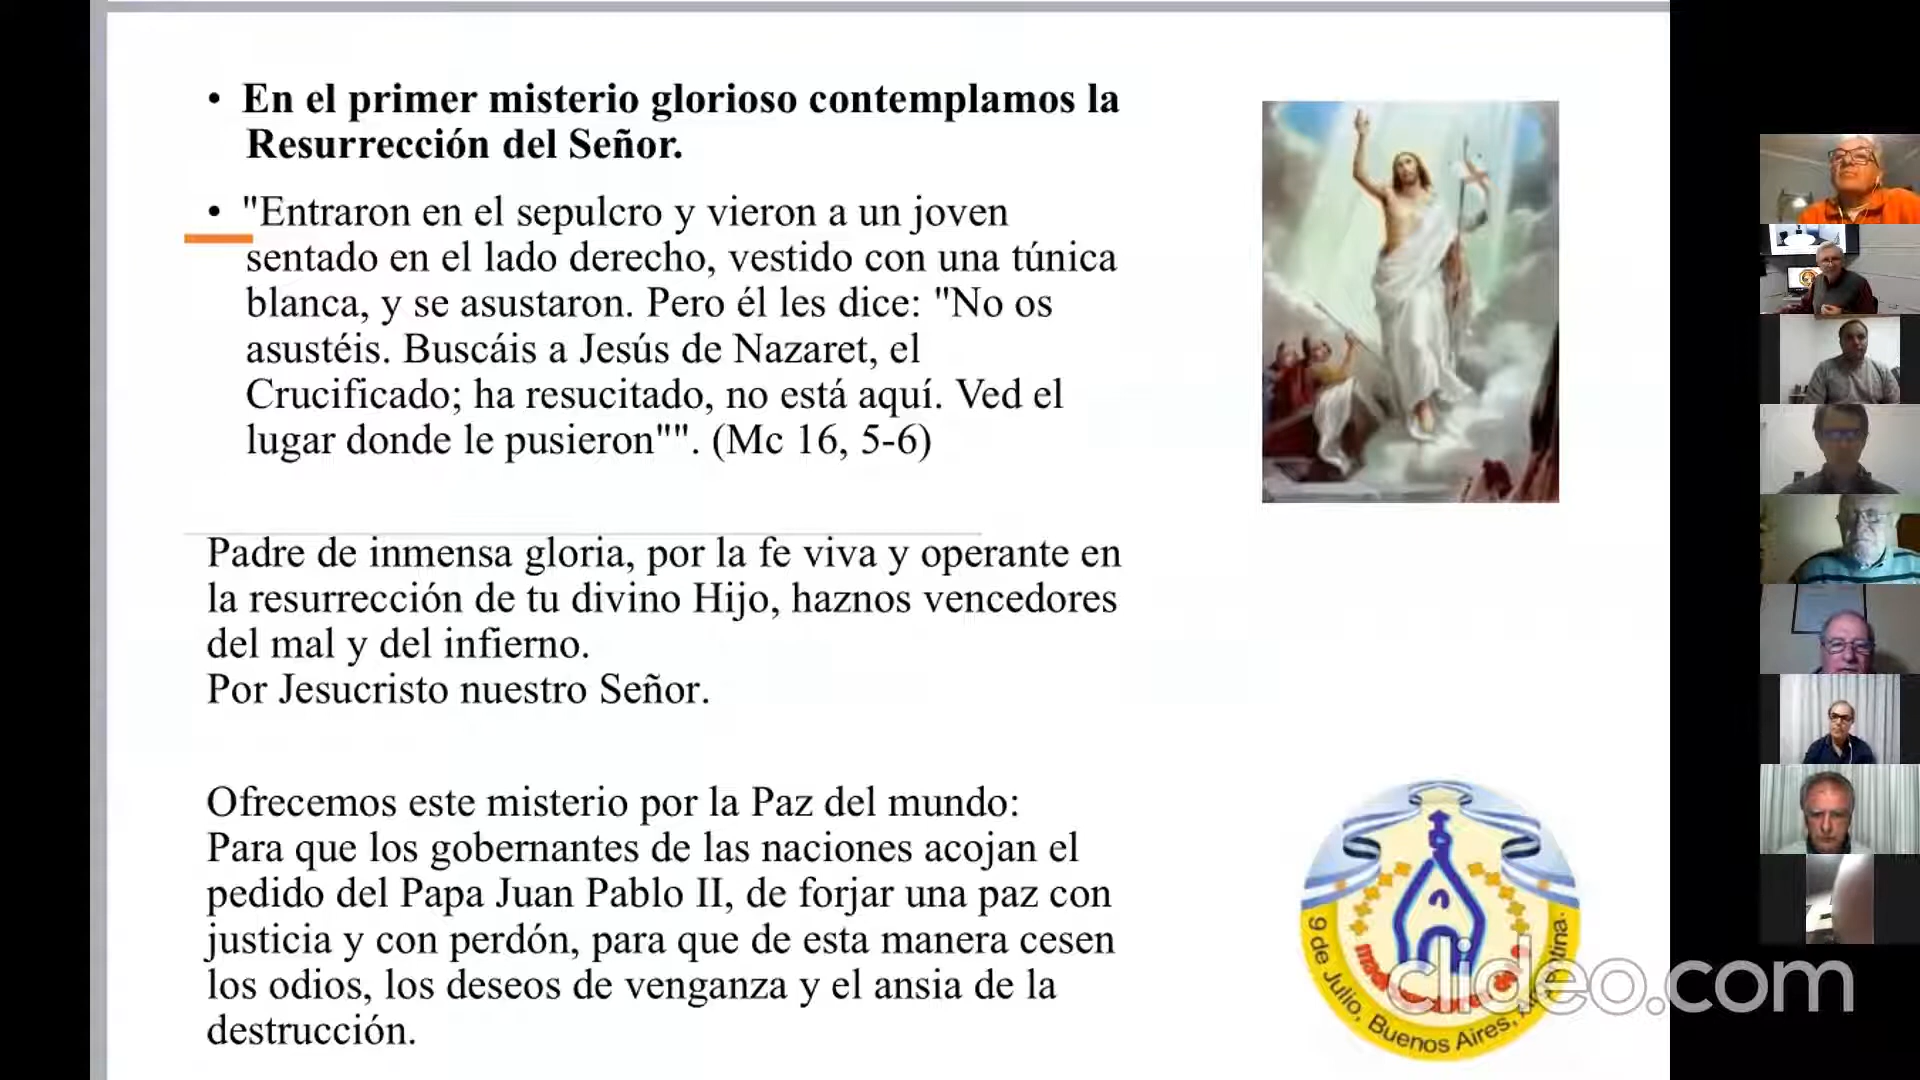 • En el primer misterio glorioso contemplamos la
Resurrección del Señor.
• "Entraron en el sepulcro y vieron a un joven
sentado en el lado derecho, vestido con una túnica
blanca, y se asustaron. Pero él les dice: "No os
asustéis. Buscáis a Jesús de Nazaret, el
Crucificado; ha resucitado, no está aquí. Ved el
lugar donde le pusieron"". (Mc 16, 5-6)
Padre de inmensa gloria, por la fe viva y operante en
la resurrección de tu divino Hijo, haznos vencedores
del mal y del infierno.
Por Jesucristo nuestro Señor.
Ofrecemos este misterio por la Paz del mundo:
Para que los gobernantes de las naciones acojan el
pedido del Papa Juan Pablo II, de forjar una paz con
justicia y con perdón, para que de esta manera cesen
los odios, los deseos de venganza y el ansia de la
destrucción.
9 de Julio, Buenos Aires,
clideo.com